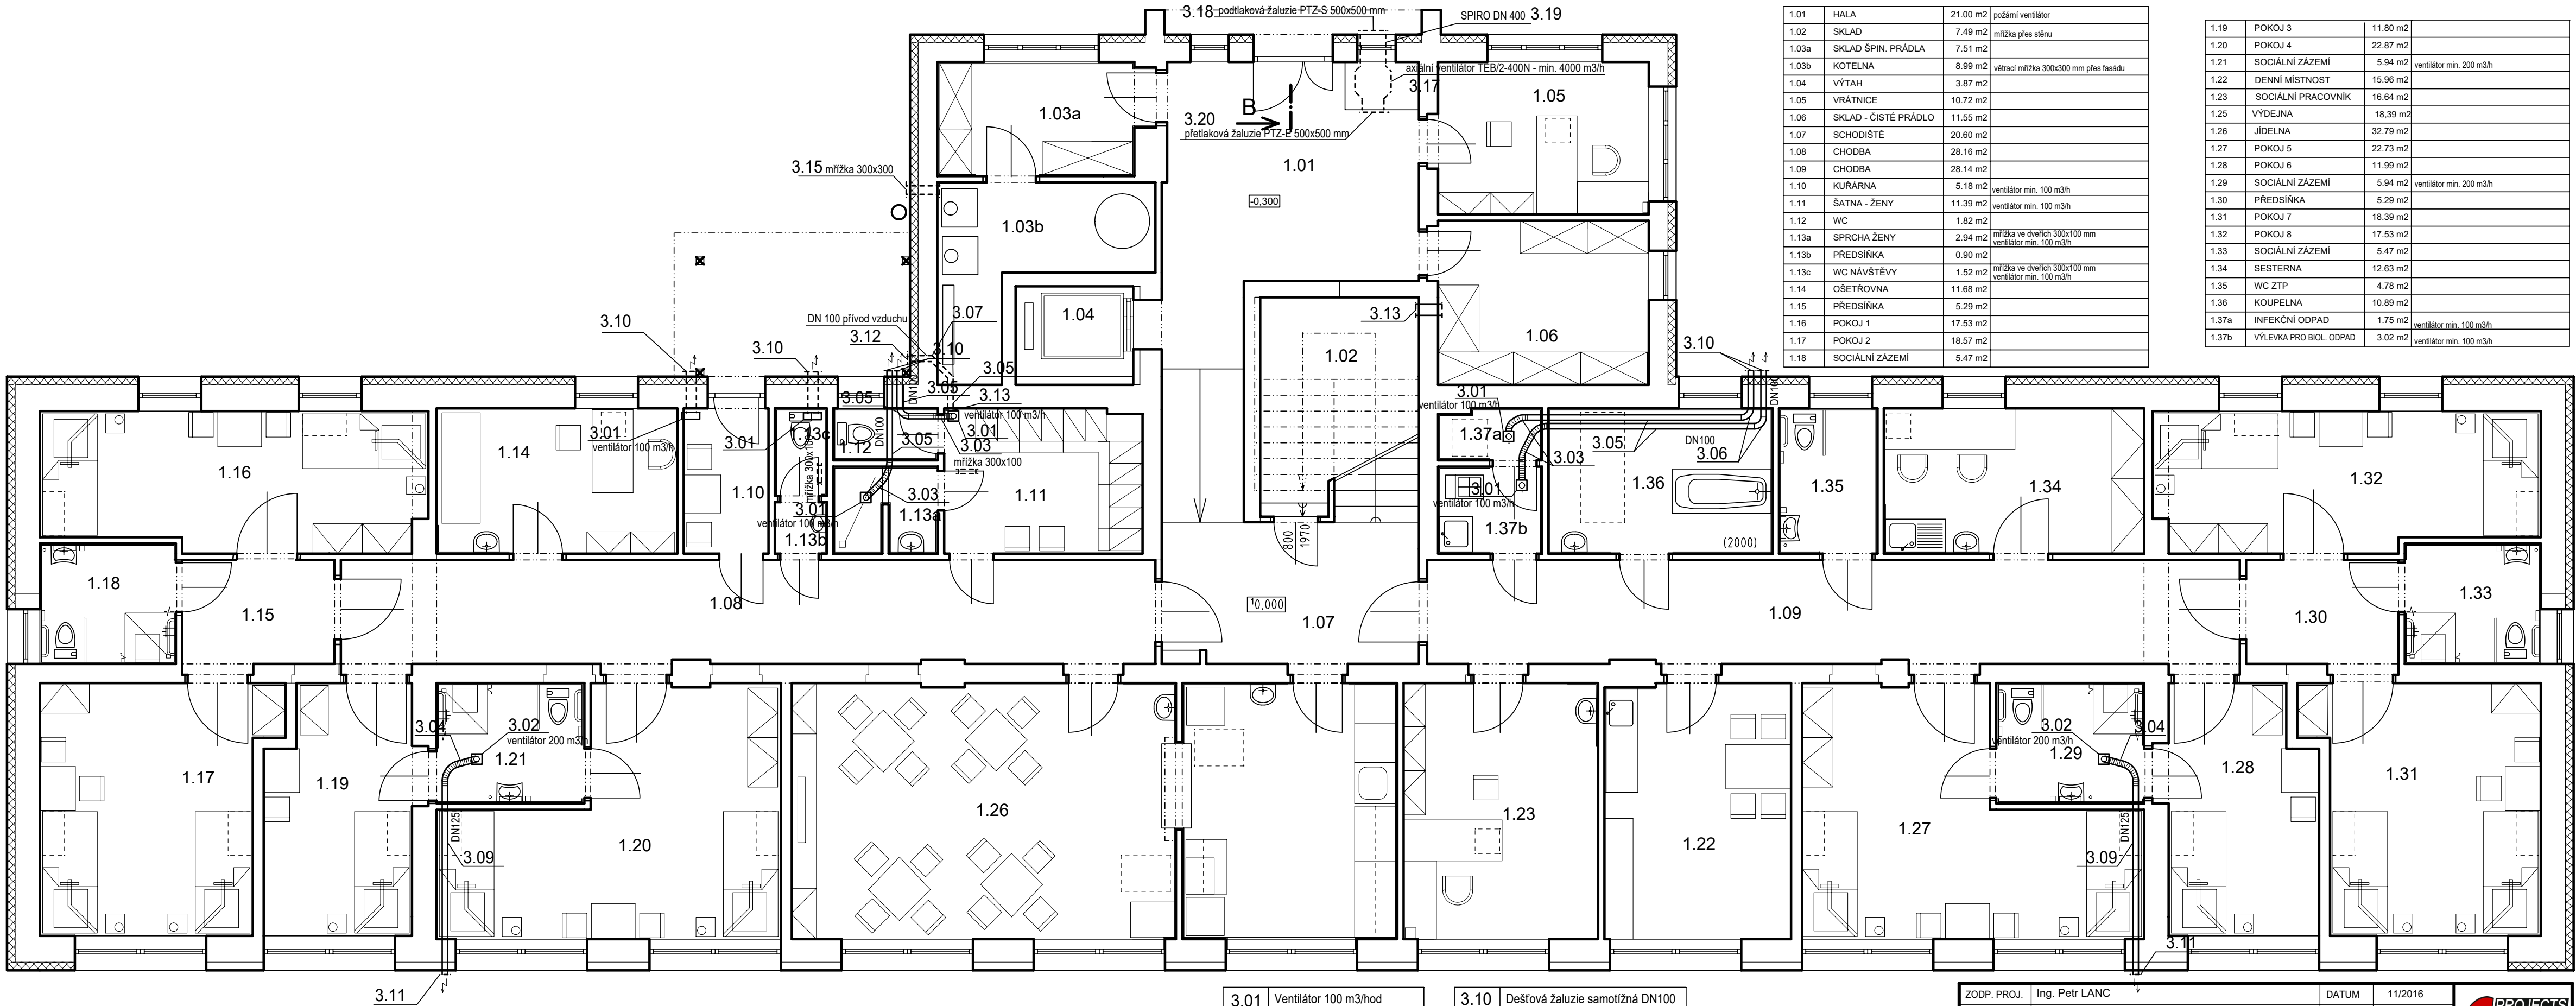 3.18 podtlaková žaluzie PTZ-S 500x500 mm
SPIRO DN 400 3.19
axiální ventilátor TEB/2-400N - min. 4000 m3/h
3.17
B
3.20
přetlaková žaluzie PTZ-E 500x500 mm
1.03a
1.05
1.01
3.15 mřížka 300x300
-0,300
1.03b
1.04
3.07
DN 100 přívod vzduchu
3.12
3.10
3.10
3.10
3.13
1.06
1.02
3.10
1.01 HALA 21.00 m2 požární ventilátor
1.02 SKLAD 7.49 m2 mřížka přes stěnu
1.03a SKLAD ŠPIN. PRÁDLA 7.51 m2
1.03b KOTELNA 8.99 m2 větrací mřížka 300x300 mm přes fasádu
1.04 VÝTAH 3.87 m2
1.05 VRÁTNICE 10.72 m2
1.06 SKLAD - ČISTÉ PRÁDLO 11.55 m2
1.07 SCHODIŠTĚ 20.60 m2
1.08 CHODBA 28.16 m2
1.09 CHODBA 28.14 m2
1.10 KUŘÁRNA 5.18 m2 ventilátor min. 100 m3/h
1.11 ŠATNA - ŽENY 11.39 m2 ventilátor min. 100 m3/h
1.12 WC 1.82 m2
1.13a SPRCHA ŽENY 2.94 m2 mřížka ve dveřích 300x100 mm
ventilátor min. 100 m3/h
1.13b PŘEDSÍŇKA 0.90 m2
1.13c WC NÁVŠTĚVY 1.52 m2 mřížka ve dveřích 300x100 mm
ventilátor min. 100 m3/h
1.14 OŠETŘOVNA 11.68 m2
1.15 PŘEDSÍŇKA 5.29 m2
1.16 POKOJ 1 17.53 m2
1.17 POKOJ 2 18.57 m2
1.18 SOCIÁLNÍ ZÁZEMÍ 5.47 m2
1.19 POKOJ 3 11.80 m2
1.20 POKOJ 4 22.87 m2
1.21 SOCIÁLNÍ ZÁZEMÍ 5.94 m2 ventilátor min. 200 m3/h
1.22 DENNÍ MÍSTNOST 15.96 m2
1.23 SOCIÁLNÍ PRACOVNÍK 16.64 m2
1.25 VÝDEJNA 18,39 m2
1.26 JÍDELNA 32.79 m2
1.27 POKOJ 5 22.73 m2
1.28 POKOJ 6 11.99 m2
1.29 SOCIÁLNÍ ZÁZEMÍ 5.94 m2 ventilátor min. 200 m3/h
1.30 PŘEDSÍŇKA 5.29 m2
1.31 POKOJ 7 18.39 m2
1.32 POKOJ 8 17.53 m2
1.33 SOCIÁLNÍ ZÁZEMÍ 5.47 m2
1.34 SESTERNA 12.63 m2
1.35 WC ZTP 4.78 m2
1.36 KOUPELNA 10.89 m2
1.37a INFEKČNÍ ODPAD 1.75 m2 ventilátor min. 100 m3/h
1.37b VÝLEVKA PRO BIOL. ODPAD 3.02 m2 ventilátor min. 100 m3/h
3.05
DN100
3.05
3.05
3.13
ventilátor 100 m3/h
3.01
3.03
mřížka 300x100
3.01
ventilátor 100 m3/h
3.01
1.13c
1.12
DN100
3.05
mřížka 300x100
1.16
1.14
1.10
3.03
1.13a
1.11
3.01
ventilátor 100 m3/h
1.13b
3.01
ventilátor 100 m3/h
1.37a
3.03
3.05
DN100
3.06
DN100
3.01
ventilátor 100 m3/h
1.37b
1.36
(2000)
1.35
1.34
1.32
800
1970
1.18
1.15
1.08
±0,000
1.07
1.09
1.30
1.33
1.17
1.19
3.04
3.02
ventilátor 200 m3/h
1.21
DN125
3.09
1.20
1.26
1.23
1.22
1.27
3.02
ventilátor 200 m3/h
1.29
3.04
DN125
3.09
1.28
1.31
3.11
3.11
3.01 Ventilátor 100 m3/hod
3.10 Dešťová žaluzie samotížná DN100
ZODP. PROJ. Ing. Petr LANC DATUM 11/2016
PROJECTS